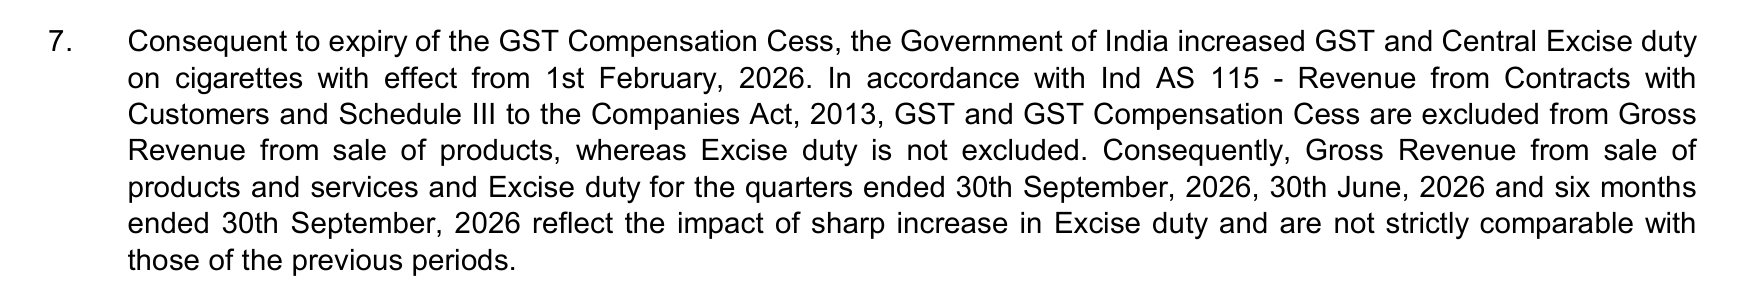 7. Consequent to expiry of the GST Compensation Cess, the Government of India increased GST and Central Excise duty
on cigarettes with effect from 1st February, 2026. In accordance with Ind AS 115 - Revenue from Contracts with
Customers and Schedule III to the Companies Act, 2013, GST and GST Compensation Cess are excluded from Gross
Revenue from sale of products, whereas Excise duty is not excluded. Consequently, Gross Revenue from sale of
products and services and Excise duty for the quarters ended 30th September, 2026, 30th June, 2026 and six months
ended 30th September, 2026 reflect the impact of sharp increase in Excise duty and are not strictly comparable with
those of the previous periods.